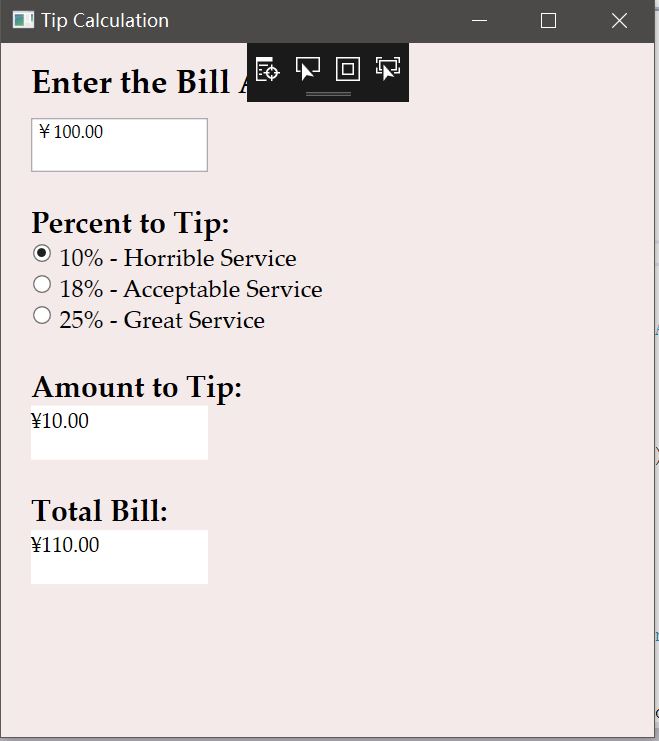 Tip Calculation
Enter the Bill
￥100.00
Percent to Tip:
10% - Horrible Service
18% - Acceptable Service
25% - Great Service
Amount to Tip:
¥10.00
Total Bill:
¥110.00